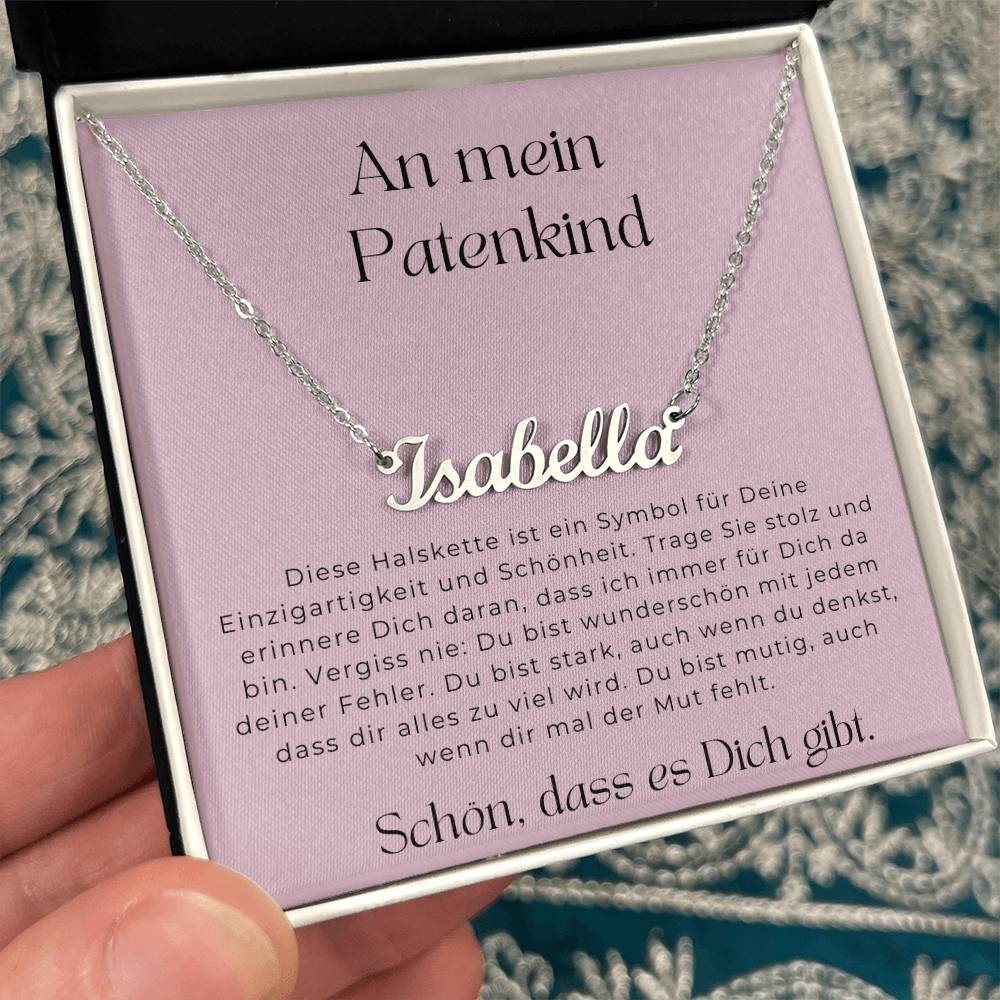 An mein
Patenkind
Isabella
Diese Halskette ist ein Symbol für Deine
Einzigartigkeit und Schönheit. Trage Sie stolz und
erinnere Dich daran, dass ich immer für Dich da
bin. Vergiss nie: Du bist wunderschön mit jedem
deiner Fehler. Du bist stark, auch wenn du denkst,
dass dir alles zu viel wird. Du bist mutig, auch
wenn dir mal der Mut fehlt.
Schön, dass es Dich gibt.